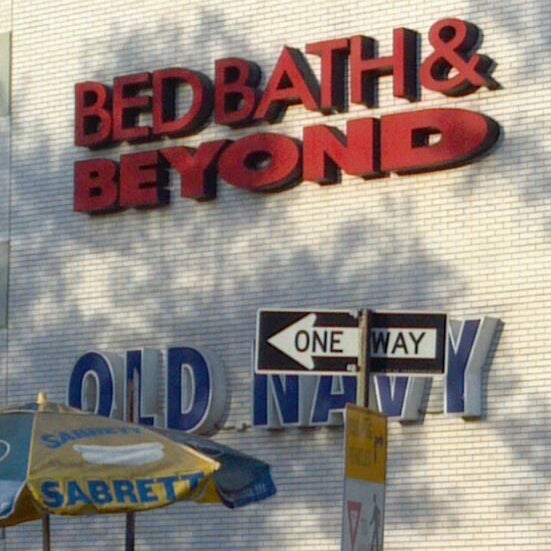 BED BATH &
BEYOND
OLD NAVY
ONE WAY
SABRETT
SABRETT